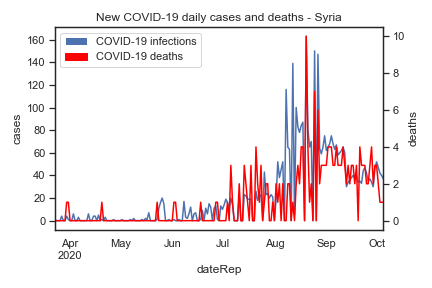 New COVID-19 daily cases and deaths - Syria
COVID-19 infections
COVID-19 deaths
160
140
120
100
80
60
40
20
0
cases
10
8
6
4
2
0
deaths
Apr May Jun Jul Aug Sep Oct
2020
dateRep